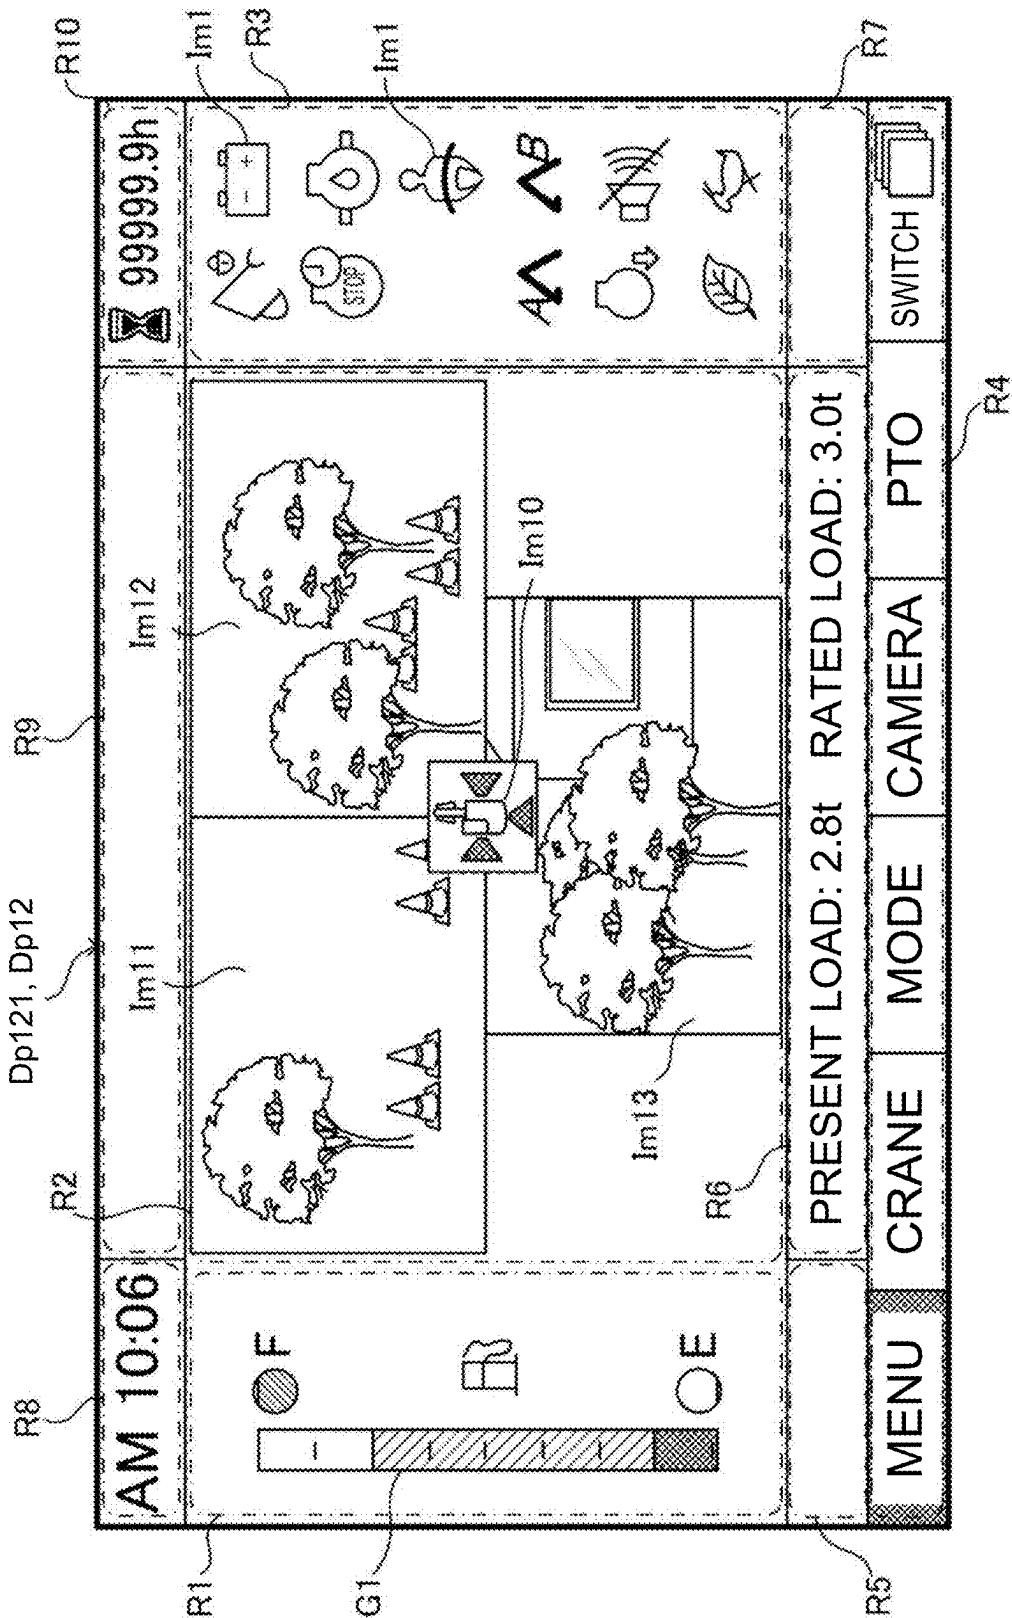 Dp121, Dp12
R8
R2
R9
R10
AM 10:06
99999.9h
Im11
Im12
Im1
R3
Im1
R1
G1
F
E
STOP
A
B
Im10
Im13
R6
PRESENT LOAD: 2.8t RATED LOAD: 3.0t
MENU
CRANE
MODE
CAMERA
PTO
SWITCH
R5
R4
R7